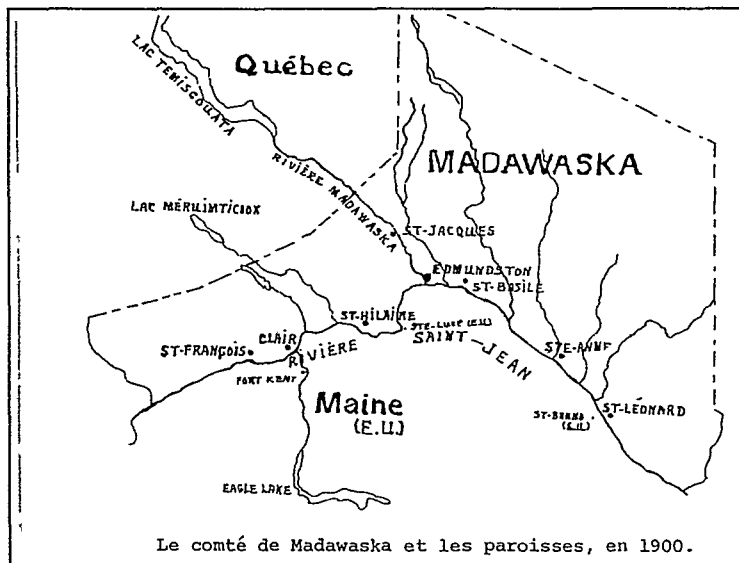 Québec
LAC TEMISCOUATA
MADAWASKA
RIVIÈRE MADAWASKA
LAC MÉRUIMTICIOK
ST-JACQUES
EDMUNDSTON
ST-BASILE
ST-HILAIRE
STE-LUCE (E.U.)
CLAIR
ST-FRANÇOIS
RIVIÈRE SAINT-JEAN
STE-ANNE
FORT KENT
Maine
(E.U.)
ST-LÉONARD
ST-BRUNO
(E.U.)
EAGLE LAKE
Le comté de Madawaska et les paroisses, en 1900.